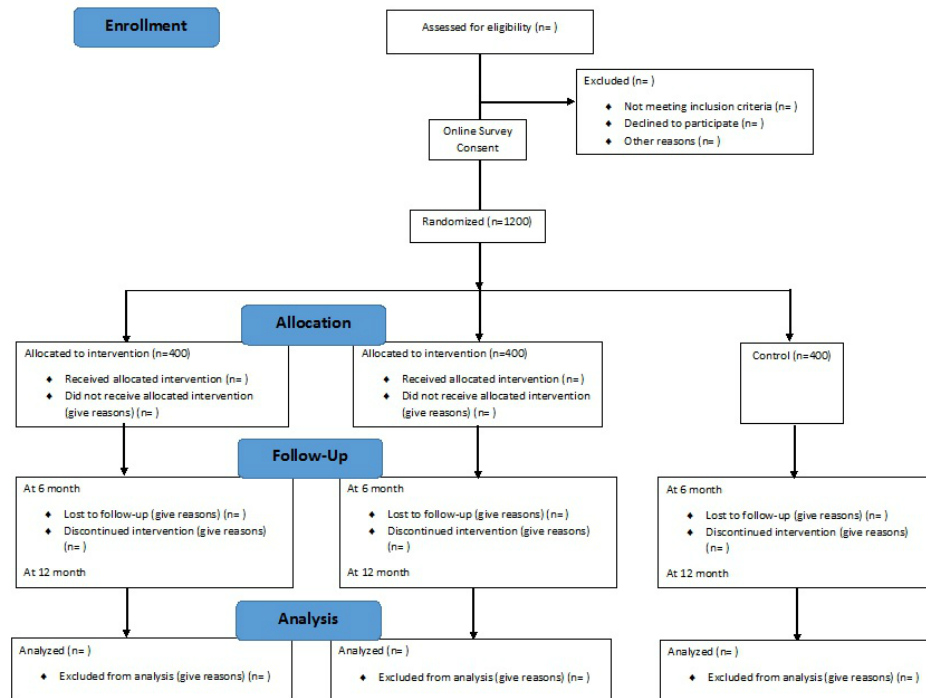 Enrollment
Assessed for eligibility (n= )
Excluded (n= )
♦ Not meeting inclusion criteria (n= )
♦ Declined to participate (n= )
♦ Other reasons (n= )
Online Survey
Consent
Randomized (n=1200)
Allocation
Allocated to intervention (n=400)
♦ Received allocated intervention (n= )
♦ Did not receive allocated intervention
(give reasons) (n= )
Allocated to intervention (n=400)
♦ Received allocated intervention (n= )
♦ Did not receive allocated intervention
(give reasons) (n= )
Control (n=400)
Follow-Up
At 6 month
♦ Lost to follow-up (give reasons) (n= )
♦ Discontinued intervention (give reasons)
(n= )
At 12 month
At 6 month
♦ Lost to follow-up (give reasons) (n= )
♦ Discontinued intervention (give reasons)
(n= )
At 12 month
At 6 month
♦ Lost to follow-up (give reasons) (n= )
♦ Discontinued intervention (give reasons)
(n= )
At 12 month
Analysis
Analyzed (n= )
♦ Excluded from analysis (give reasons) (n= )
Analyzed (n= )
♦ Excluded from analysis (give reasons) (n= )
Analyzed (n= )
♦ Excluded from analysis (give reasons) (n= )